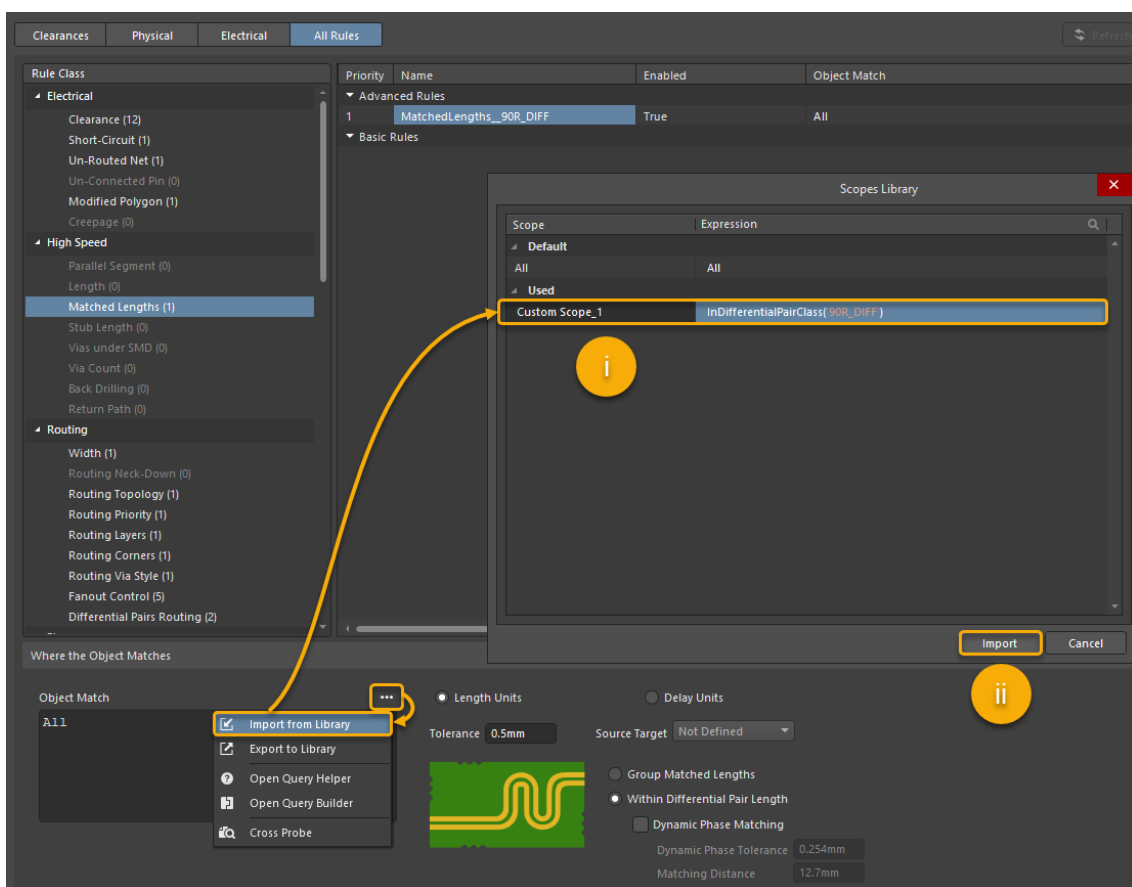 Clearances Physical Electrical All Rules Refresh
Rule Class
Electrical
Clearance (12)
Short-Circuit (1)
Un-Routed Net (1)
Un-Connected Pin (0)
Modified Polygon (1)
Creepage (0)
High Speed
Parallel Segment (0)
Length (0)
Matched Lengths (1)
Stub Length (0)
Vias under SMD (0)
Via Count (0)
Back Drilling (0)
Return Path (0)
Routing
Width (1)
Routing Neck-Down (0)
Routing Topology (1)
Routing Priority (1)
Routing Layers (1)
Routing Corners (1)
Routing Via Style (1)
Fanout Control (5)
Differential Pairs Routing (2)
Priority Name Enabled Object Match
Advanced Rules
1 MatchedLengths__90R_DIFF True All
Basic Rules
Scopes Library
Scope Expression
Default
All All
Used
Custom Scope_1 InDifferentialPairClass('90R_DIFF')
i
Import Cancel
ii
Where the Object Matches
Object Match ...
All
Import from Library
Export to Library
Open Query Helper
Open Query Builder
Cross Probe
Length Units Delay Units
Tolerance 0.5mm Source Target Not Defined
Group Matched Lengths
Within Differential Pair Length
Dynamic Phase Matching
Dynamic Phase Tolerance 0.254mm
Matching Distance 12.7mm